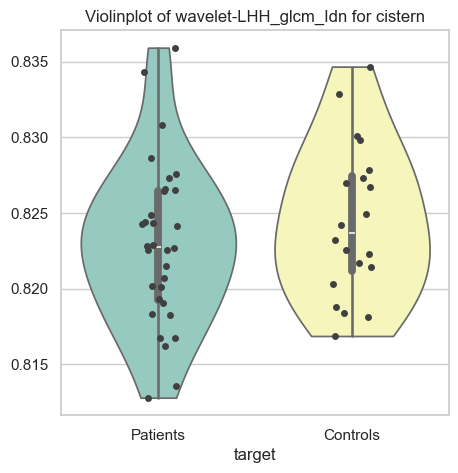 Violinplot of wavelet-LHH_glcm_Idn for cistern
0.835
0.830
0.825
0.820
0.815
Patients
Controls
target